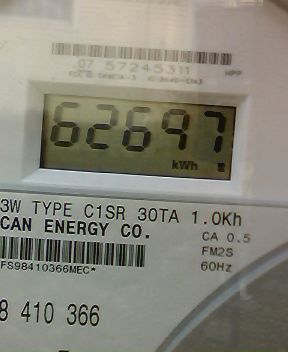 07 57245311 HPP
62697
kWh
3W TYPE C1SR 30TA 1.0Kh
CAN ENERGY CO.
CA 0.5
FM2S
60Hz
FS98410366MEC*
8 410 366